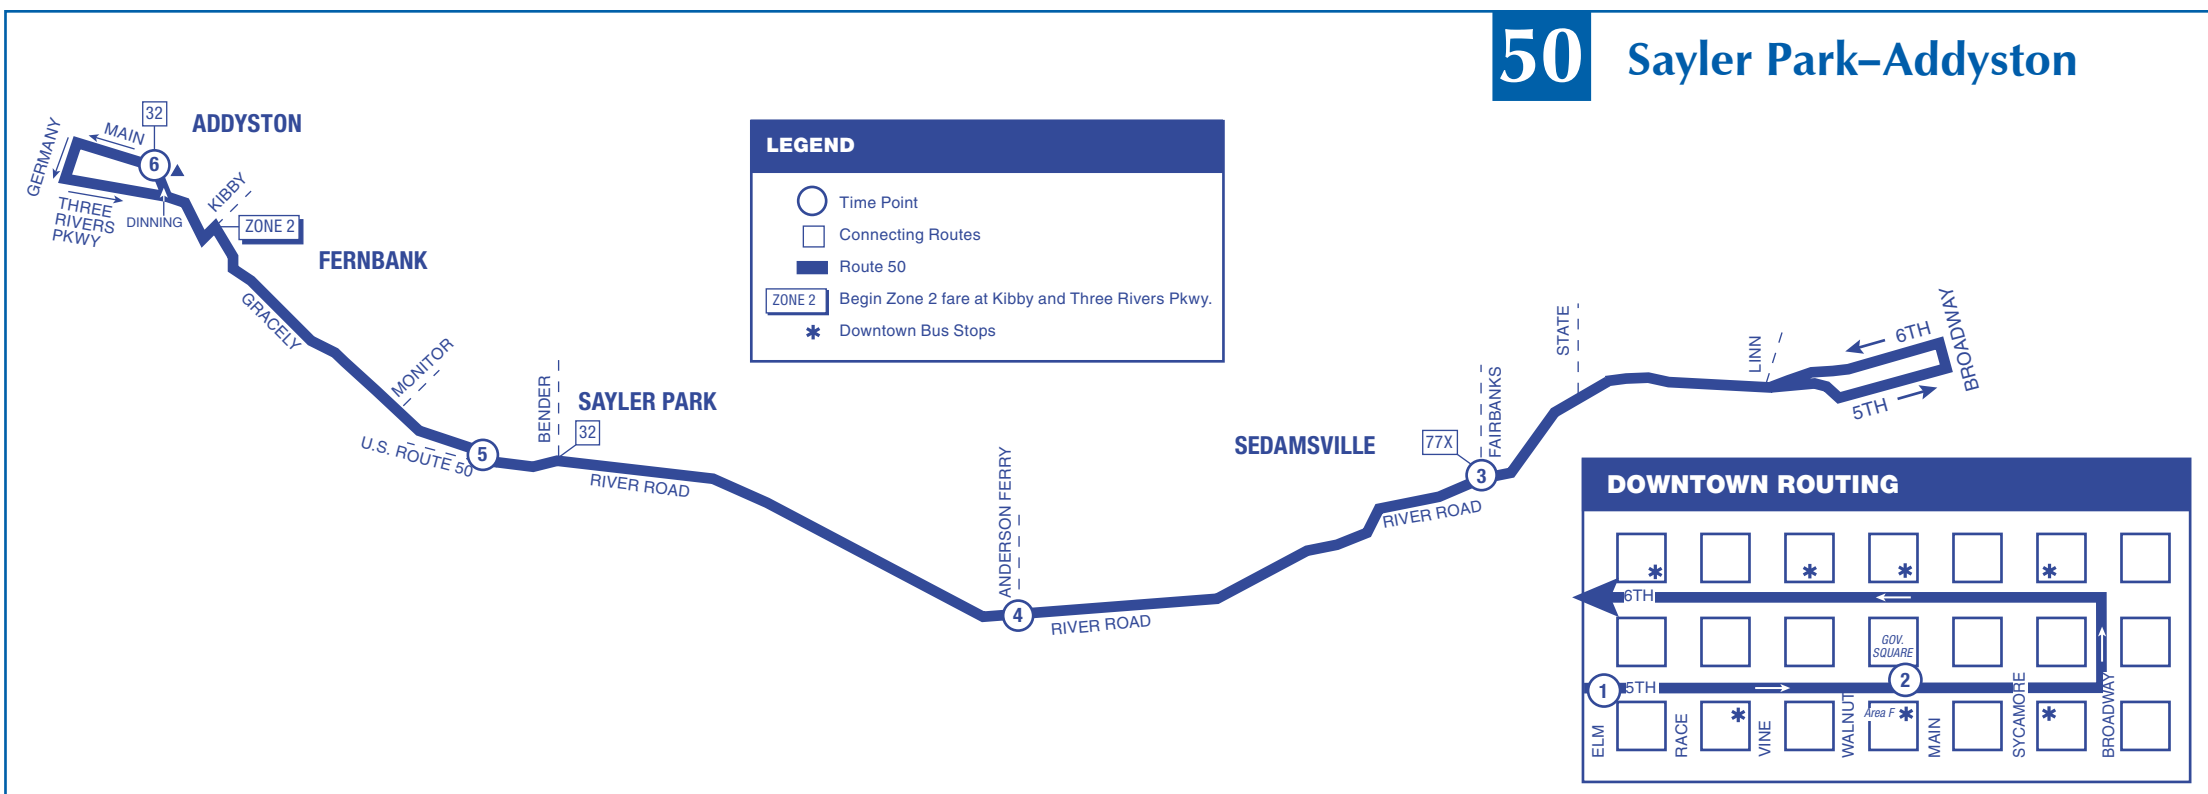 50 Sayler Park–Addyston
32
ADDYSTON
MAIN
6
GERMANY
THREE
RIVERS
PKWY
DINNING
KIBBY
ZONE 2
FERNBANK
GRACELY
MONITOR
U.S. ROUTE 50
5
BENDER
SAYLER PARK
32
RIVER ROAD
LEGEND
Time Point
Connecting Routes
Route 50
ZONE 2 Begin Zone 2 fare at Kibby and Three Rivers Pkwy.
* Downtown Bus Stops
ANDERSON FERRY
4
RIVER ROAD
SEDAMSVILLE
77X
FAIRBANKS
3
RIVER ROAD
STATE
LINN
6TH
BROADWAY
5TH
DOWNTOWN ROUTING
* * * *
6TH
GOV.
SQUARE
1
5TH
2
* Area F * *
ELM
RACE
VINE
WALNUT
MAIN
SYCAMORE
BROADWAY